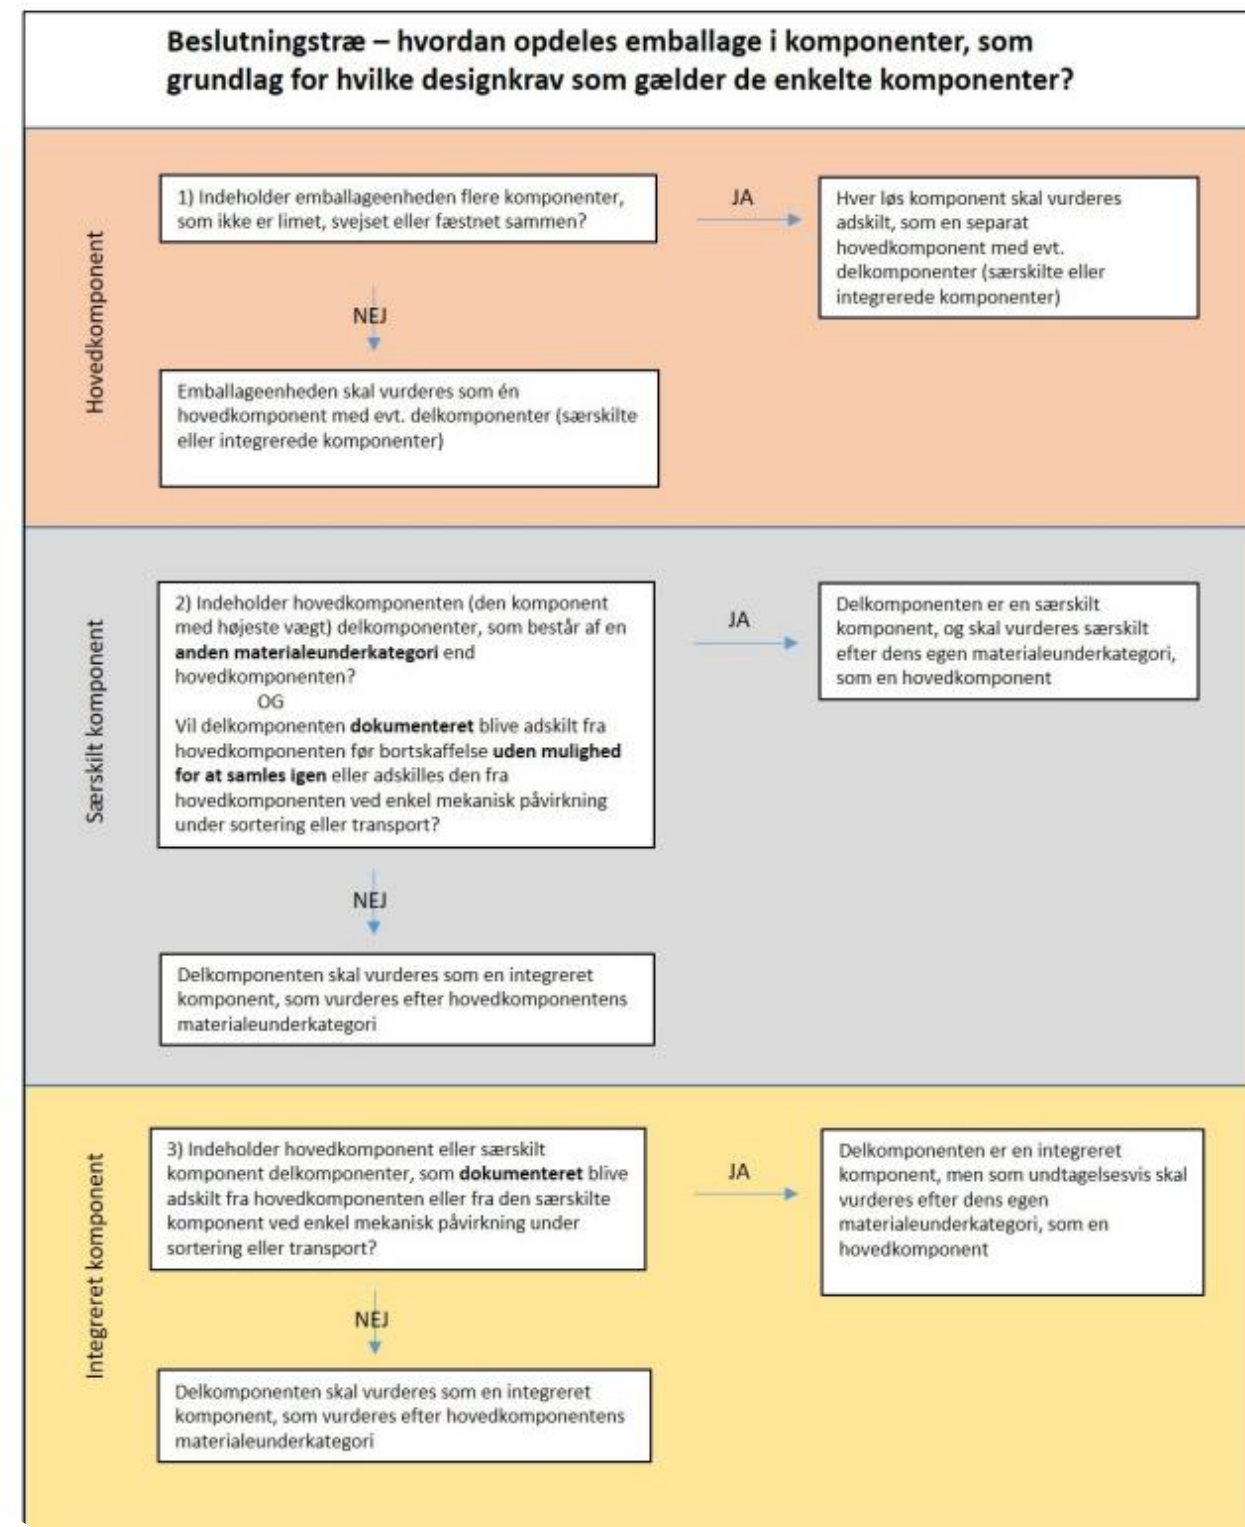 Beslutningstræ – hvordan opdeles emballage i komponenter, som
grundlag for hvilke designkrav som gælder de enkelte komponenter?
Hovedkomponent
1) Indeholder emballageenheden flere komponenter,
som ikke er limet, svejset eller fæstnet sammen?
JA
Hver løs komponent skal vurderes
adskilt, som en separat
hovedkomponent med evt.
delkomponenter (særskilte eller
integrerede komponenter)
NEJ
Emballageenheden skal vurderes som én
hovedkomponent med evt. delkomponenter (særskilte
eller integrerede komponenter)
Særskilt komponent
2) Indeholder hovedkomponenten (den komponent
med højeste vægt) delkomponenter, som består af en
anden materialeunderkategori end
hovedkomponenten?
OG
Vil delkomponenten dokumenteret blive adskilt fra
hovedkomponenten før bortskaffelse uden mulighed
for at samles igen eller adskilles den fra
hovedkomponenten ved enkel mekanisk påvirkning
under sortering eller transport?
JA
Delkomponenten er en særskilt
komponent, og skal vurderes særskilt
efter dens egen materialeunderkategori,
som en hovedkomponent
NEJ
Delkomponenten skal vurderes som en integreret
komponent, som vurderes efter hovedkomponentens
materialeunderkategori
Integreret komponent
3) Indeholder hovedkomponent eller særskilt
komponent delkomponenter, som dokumenteret blive
adskilt fra hovedkomponenten eller fra den særskilte
komponent ved enkel mekanisk påvirkning under
sortering eller transport?
JA
Delkomponenten er en integreret
komponent, men som undtagelsesvis skal
vurderes efter dens egen
materialeunderkategori, som en
hovedkomponent
NEJ
Delkomponenten skal vurderes som en integreret
komponent, som vurderes efter hovedkomponentens
materialeunderkategori